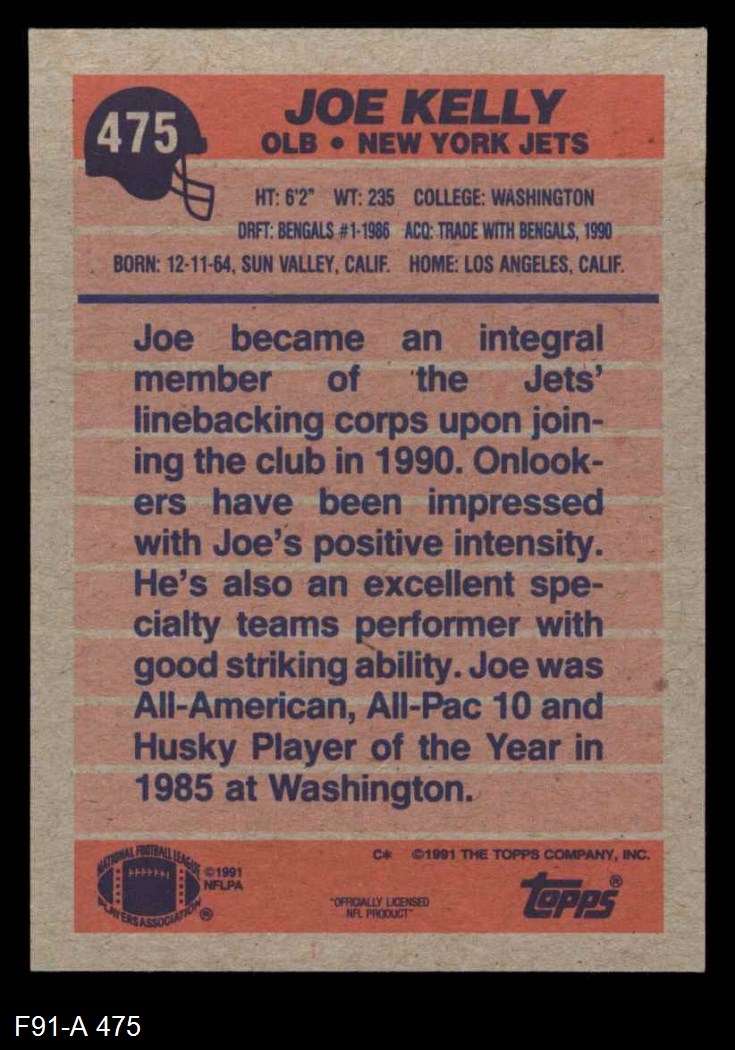 475
JOE KELLY
OLB • NEW YORK JETS
HT: 6'2" WT: 235 COLLEGE: WASHINGTON
DRFT: BENGALS #1-1986 ACQ: TRADE WITH BENGALS, 1990
BORN: 12-11-64, SUN VALLEY, CALIF. HOME: LOS ANGELES, CALIF.
Joe became an integral
member of the Jets'
linebacking corps upon join-
ing the club in 1990. Onlook-
ers have been impressed
with Joe's positive intensity.
He's also an excellent spe-
cialty teams performer with
good striking ability. Joe was
All-American, All-Pac 10 and
Husky Player of the Year in
1985 at Washington.
NATIONAL FOOTBALL LEAGUE
PLAYERS ASSOCIATION ®
©1991
NFLPA
C* ©1991 THE TOPPS COMPANY, INC.
"OFFICIALLY LICENSED
NFL PRODUCT"
topps®
F91-A 475